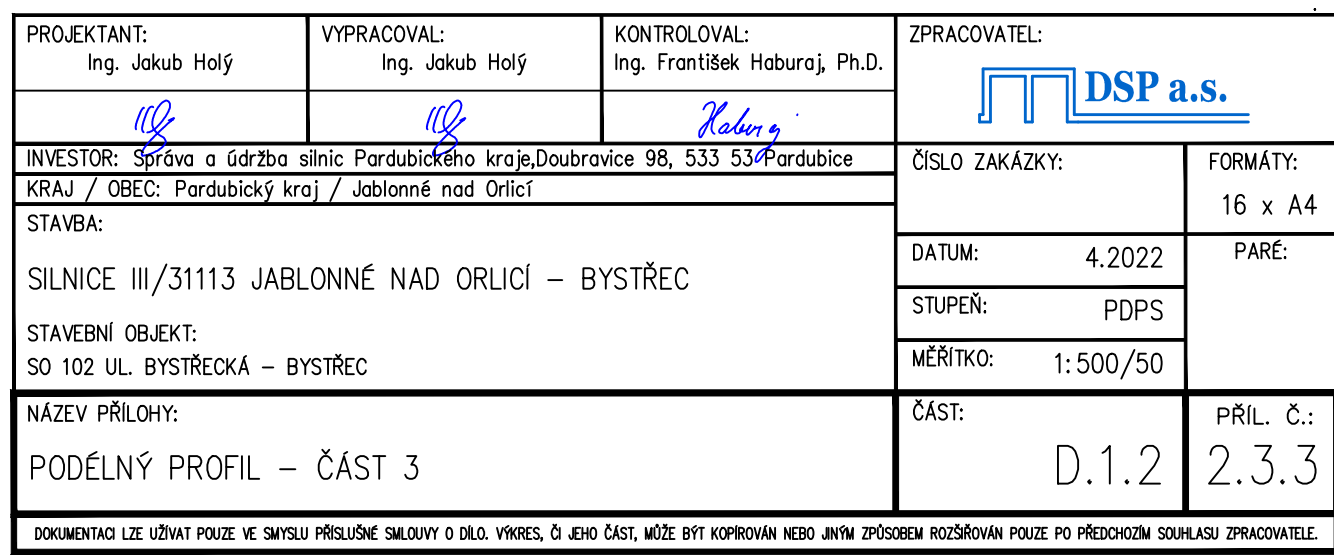 PROJEKTANT:
Ing. Jakub Holý
VYPRACOVAL:
Ing. Jakub Holý
KONTROLOVAL:
Ing. František Haburaj, Ph.D.
ZPRACOVATEL:
DSP a.s.
Haburaj
INVESTOR: Správa a údržba silnic Pardubického kraje,Doubravice 98, 533 53 Pardubice
KRAJ / OBEC: Pardubický kraj / Jablonné nad Orlicí
ČÍSLO ZAKÁZKY:
FORMÁTY:
16 x A4
STAVBA:
SILNICE III/31113 JABLONNÉ NAD ORLICÍ – BYSTŘEC
STAVEBNÍ OBJEKT:
SO 102 UL. BYSTŘECKÁ – BYSTŘEC
DATUM: 4.2022
PARÉ:
STUPEŇ: PDPS
MĚŘÍTKO: 1:500/50
NÁZEV PŘÍLOHY:
PODÉLNÝ PROFIL – ČÁST 3
ČÁST:
D.1.2
PŘÍL. Č.:
2.3.3
DOKUMENTACI LZE UŽÍVAT POUZE VE SMYSLU PŘÍSLUŠNÉ SMLOUVY O DÍLO. VÝKRES, ČI JEHO ČÁST, MŮŽE BÝT KOPÍROVÁN NEBO JINÝM ZPŮSOBEM ROZŠIŘOVÁN POUZE PO PŘEDCHOZÍM SOUHLASU ZPRACOVATELE.